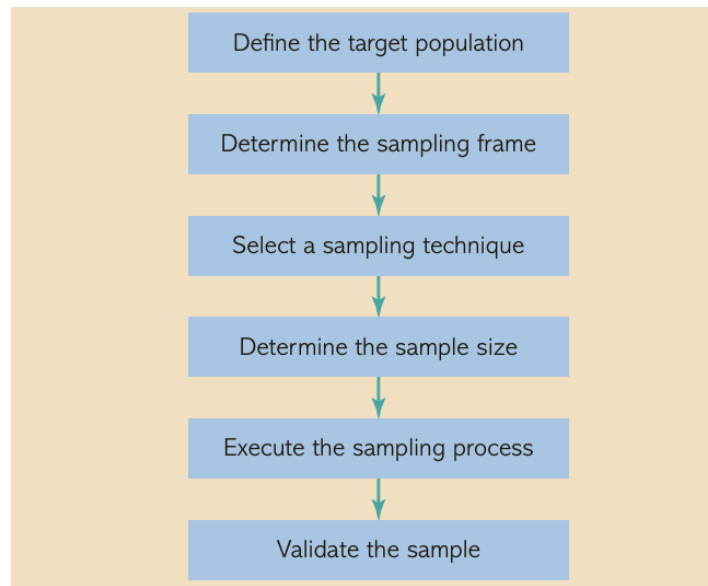 Define the target population
Determine the sampling frame
Select a sampling technique
Determine the sample size
Execute the sampling process
Validate the sample